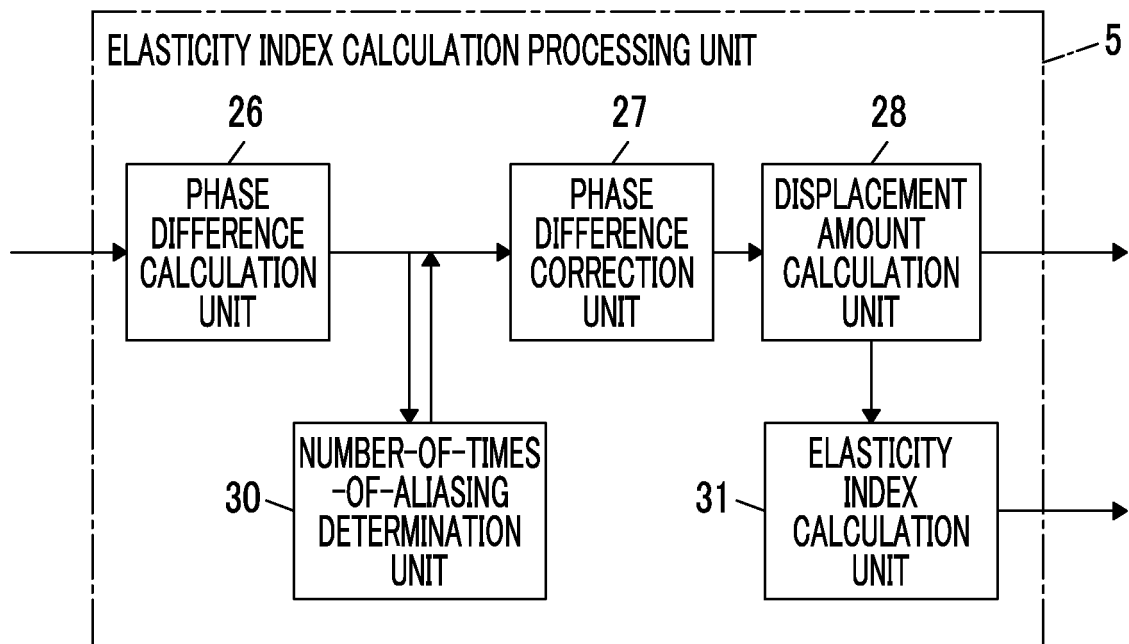 ELASTICITY INDEX CALCULATION PROCESSING UNIT
5
26
27
28
PHASE
DIFFERENCE
CALCULATION
UNIT
PHASE
DIFFERENCE
CORRECTION
UNIT
DISPLACEMENT
AMOUNT
CALCULATION
UNIT
30
NUMBER-OF-TIMES
-OF-ALIASING
DETERMINATION
UNIT
31
ELASTICITY
INDEX
CALCULATION
UNIT